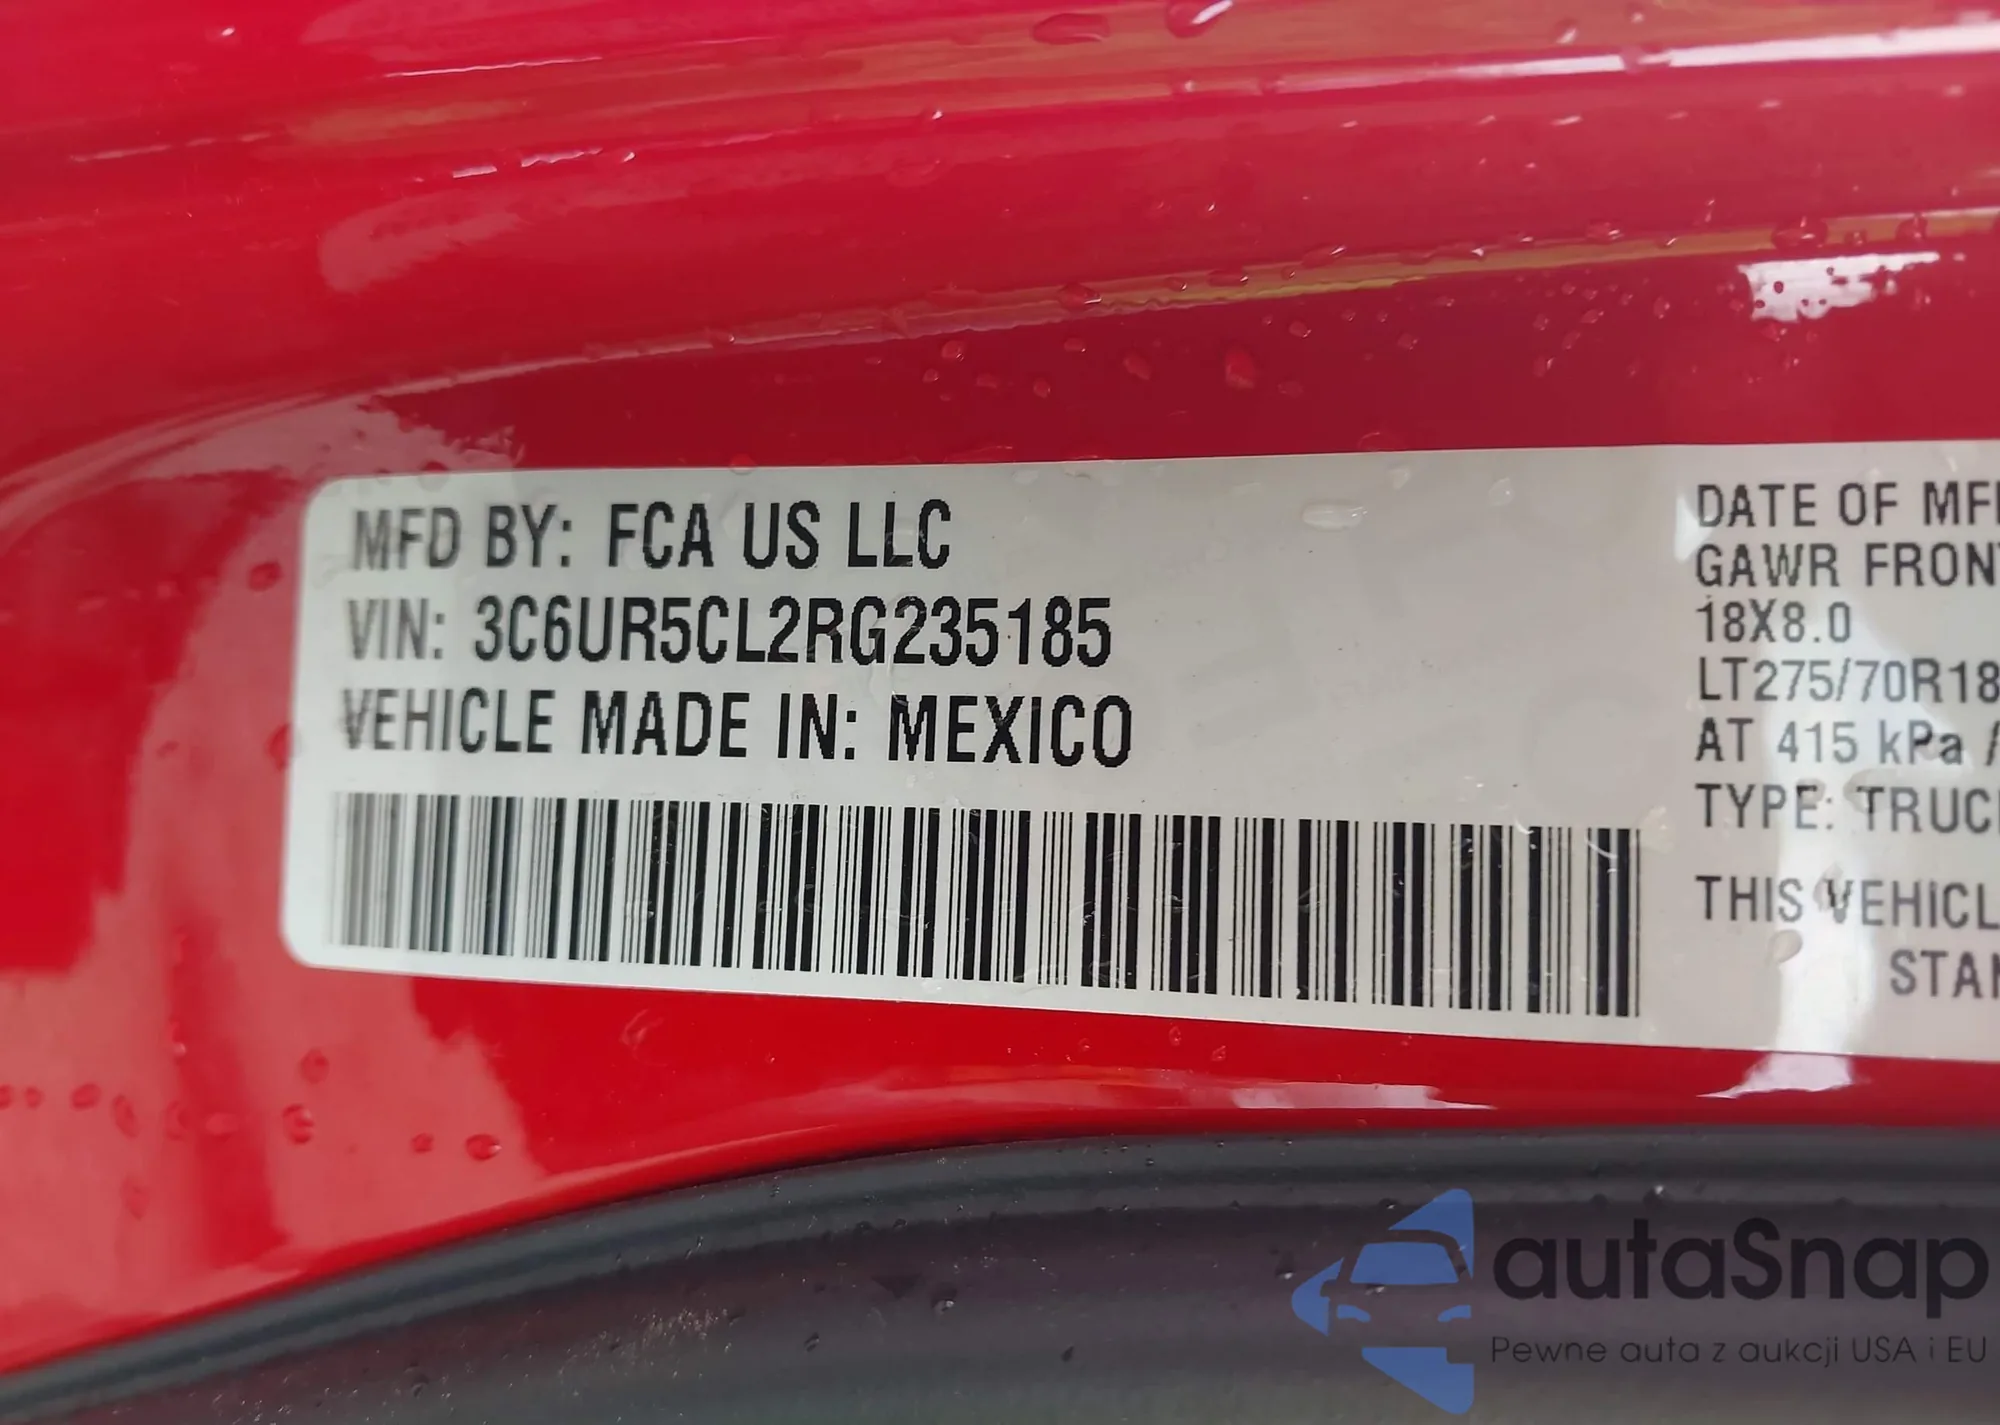 MFD BY: FCA US LLC
VIN: 3C6UR5CL2RG235185
VEHICLE MADE IN: MEXICO
DATE OF MF
GAWR FRON
18X8.0
LT275/70R18
AT 415 kPa /
TYPE: TRUC
THIS VEHICL
STAN
autaSnap
Pewne auta z aukcji USA i EU